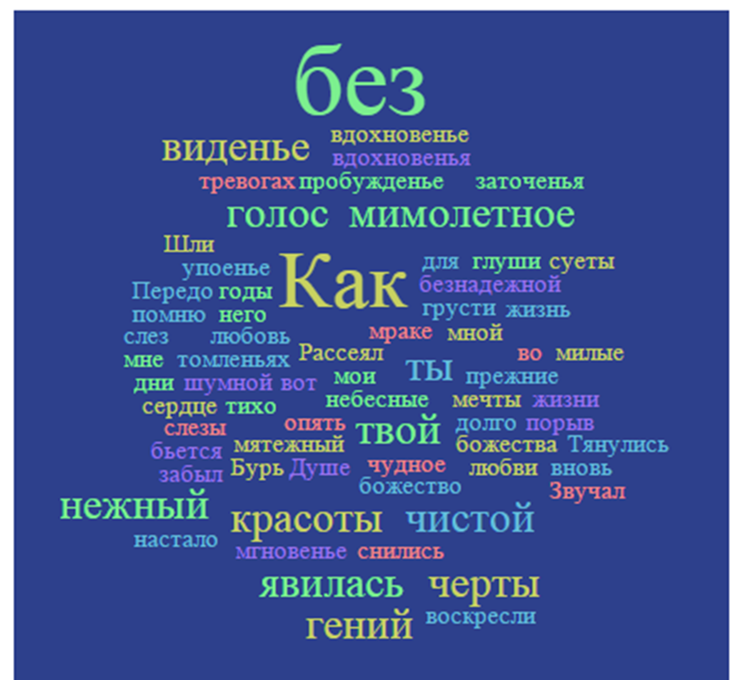 без
виденье вдохновенье
вдохновенья
тревогах пробужденье заточенья
голос мимолетное
Шли
упоенье Как для глуши суеты
Передо годы безнадежной
помню него грусти жизнь
слез любовь мраке мной
мне томленьях Рассеял ты во милые
дни шумной вот мои прежние
сердце тихо небесные мечты жизни
слезы опять твой долго порыв
бьется мятежный божества Тянулись
забыл Бурь Душе чудное любви вновь
божество Звучал
нежный красоты чистой
настало мгновенье снились
явилась черты
гений воскресли